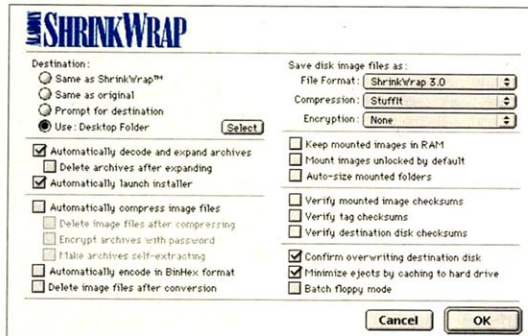 ALADDIN
SHRINKWRAP
Destination:
Same as ShrinkWrap™
Same as original
Prompt for destination
Use: Desktop Folder
Select
Automatically decode and expand archives
Delete archives after expanding
Automatically launch installer
Automatically compress image files
Delete image files after compressing
Encrypt archives with password
Make archives self-extracting
Automatically encode in BinHex format
Delete image files after conversion
Save disk image files as:
File Format: ShrinkWrap 3.0
Compression: StuffIt
Encryption: None
Keep mounted images in RAM
Mount images unlocked by default
Auto-size mounted folders
Verify mounted image checksums
Verify tag checksums
Verify destination disk checksums
Confirm overwriting destination disk
Minimize ejects by caching to hard drive
Batch floppy mode
Cancel
OK